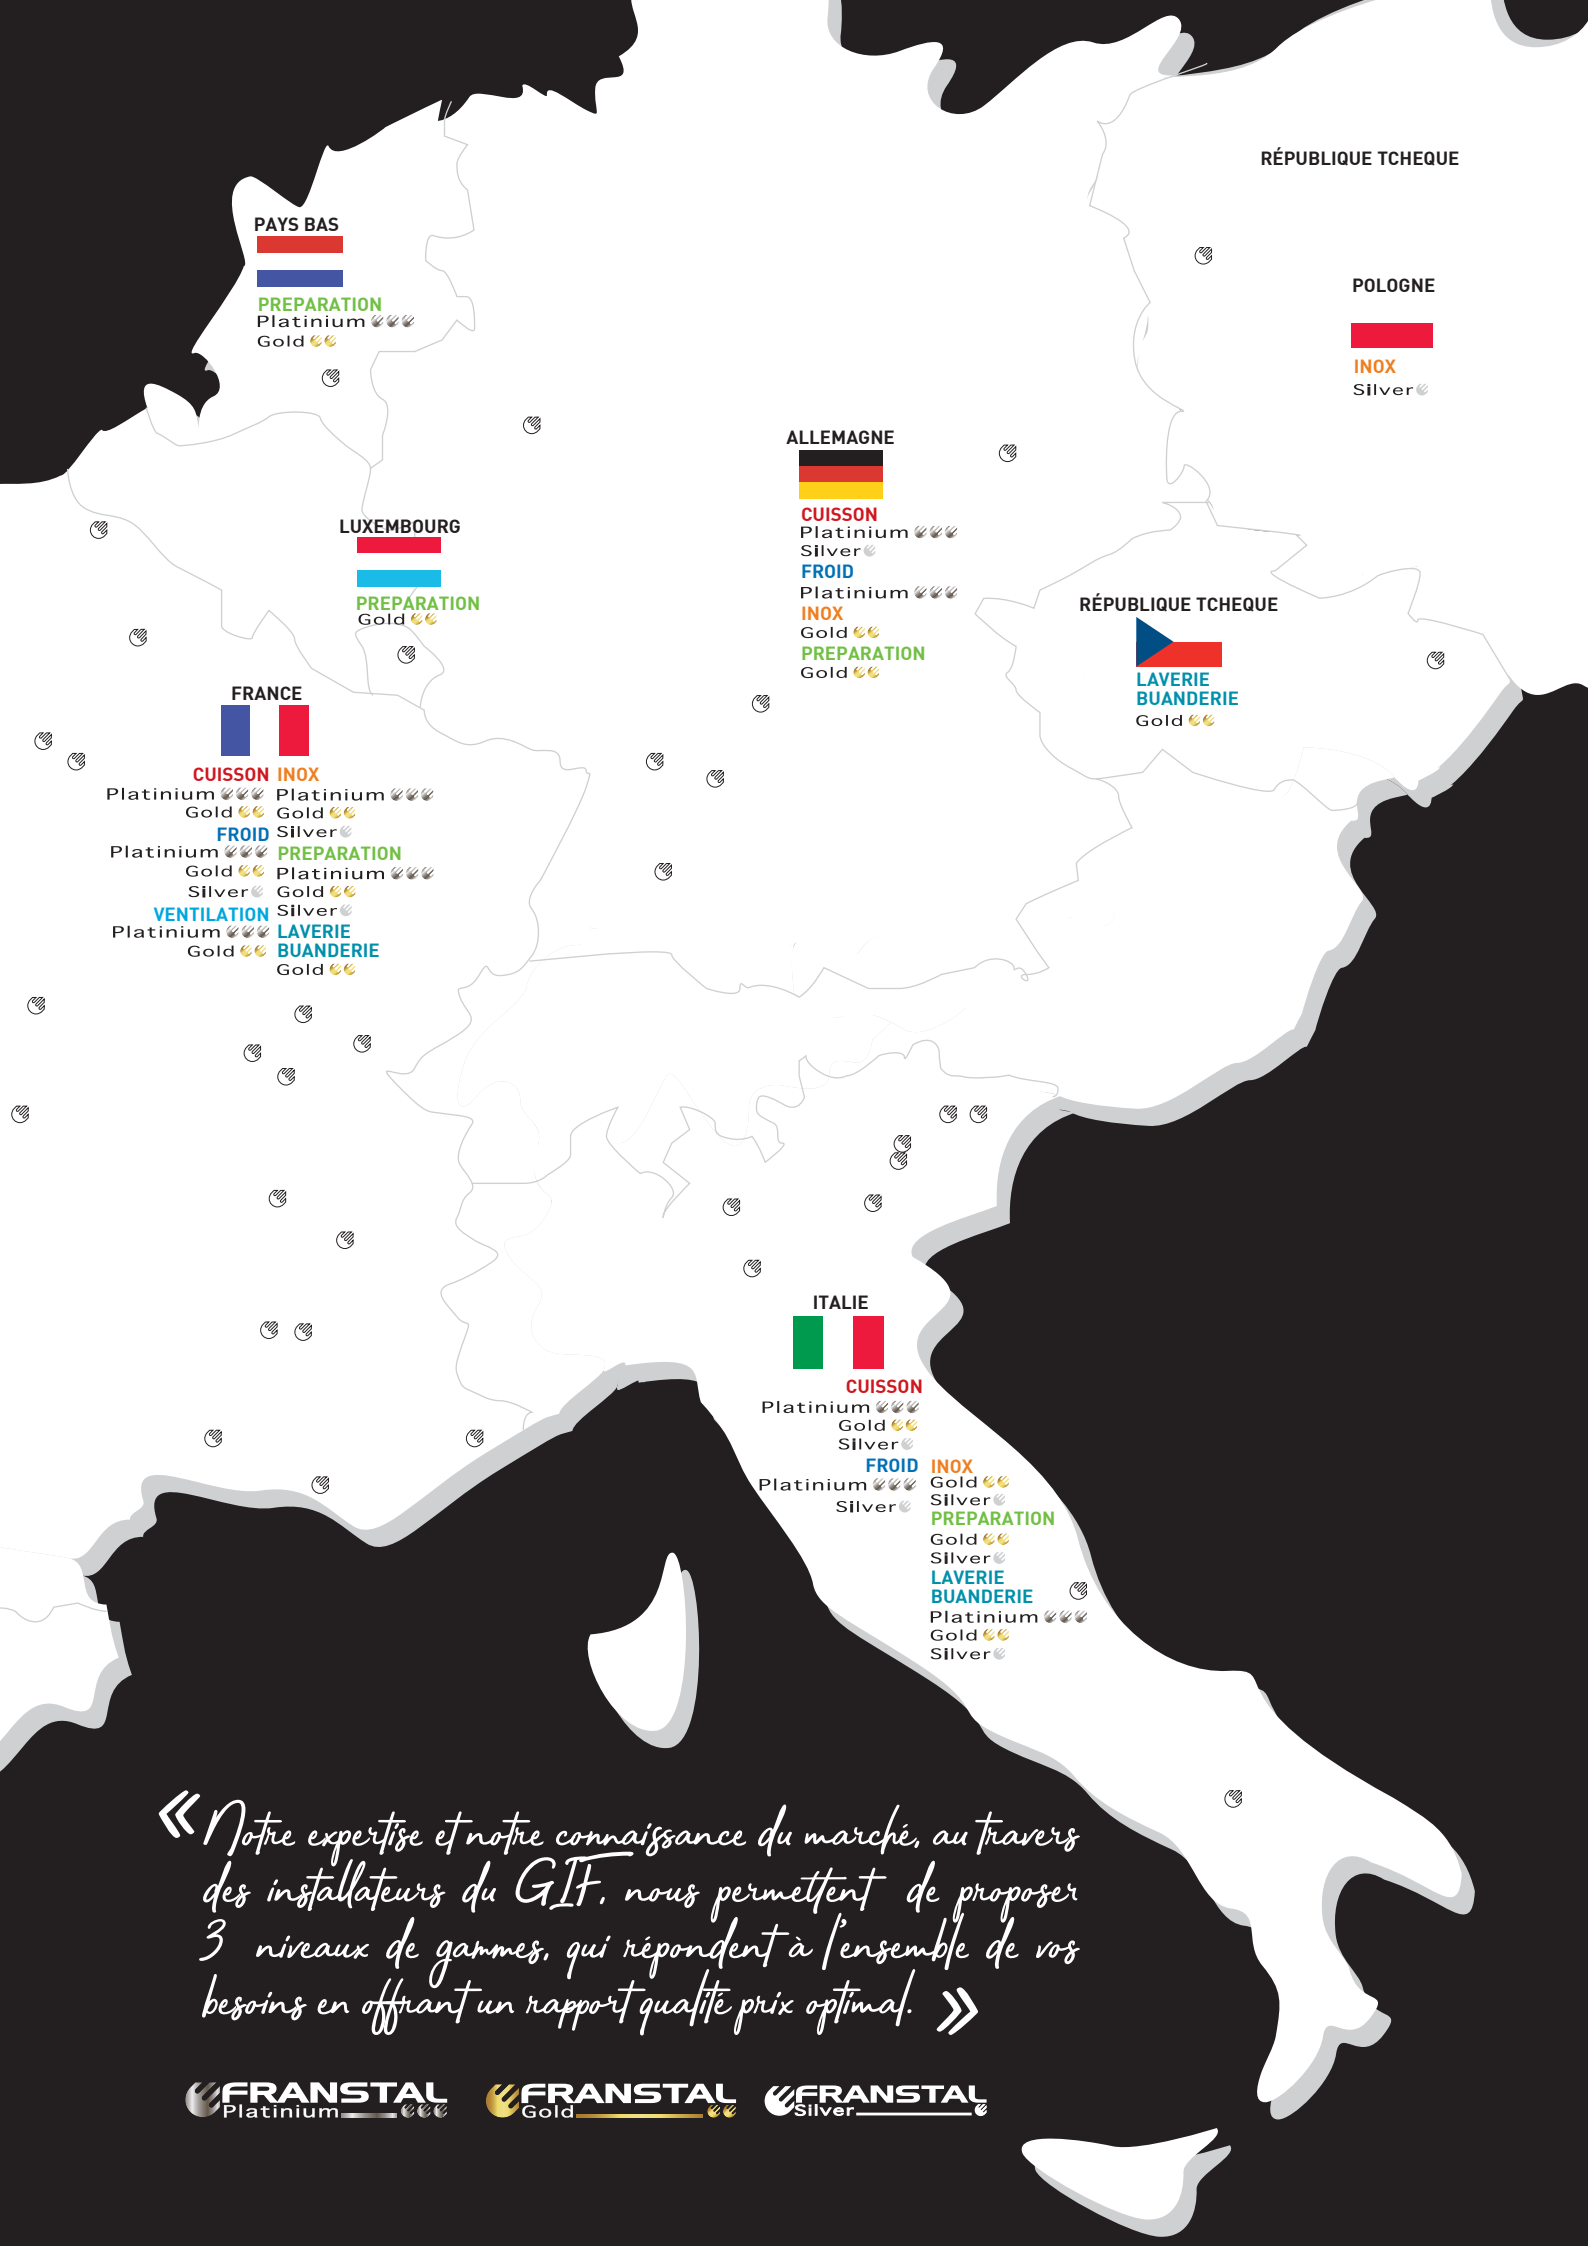 RÉPUBLIQUE TCHEQUE
PAYS BAS
PREPARATION
Platinium
Gold
POLOGNE
INOX
Silver
ALLEMAGNE
CUISSON
Platinium
Silver
FROID
Platinium
INOX
Gold
PREPARATION
Gold
LUXEMBOURG
PREPARATION
Gold
RÉPUBLIQUE TCHEQUE
LAVERIE
BUANDERIE
Gold
FRANCE
CUISSON
Platinium
Gold
FROID
Platinium
Gold
Silver
VENTILATION
Platinium
Gold
INOX
Platinium
Gold
Silver
PREPARATION
Platinium
Gold
Silver
LAVERIE
BUANDERIE
Gold
ITALIE
CUISSON
Platinium
Gold
Silver
FROID
Platinium
Silver
INOX
Gold
Silver
PREPARATION
Gold
Silver
LAVERIE
BUANDERIE
Platinium
Gold
Silver
« Notre expertise et notre connaissance du marché, au travers
des installateurs du GIF, nous permettent de proposer
3 niveaux de gammes, qui répondent à l'ensemble de vos
besoins en offrant un rapport qualité prix optimal. »
FRANSTAL
Platinium
FRANSTAL
Gold
FRANSTAL
Silver